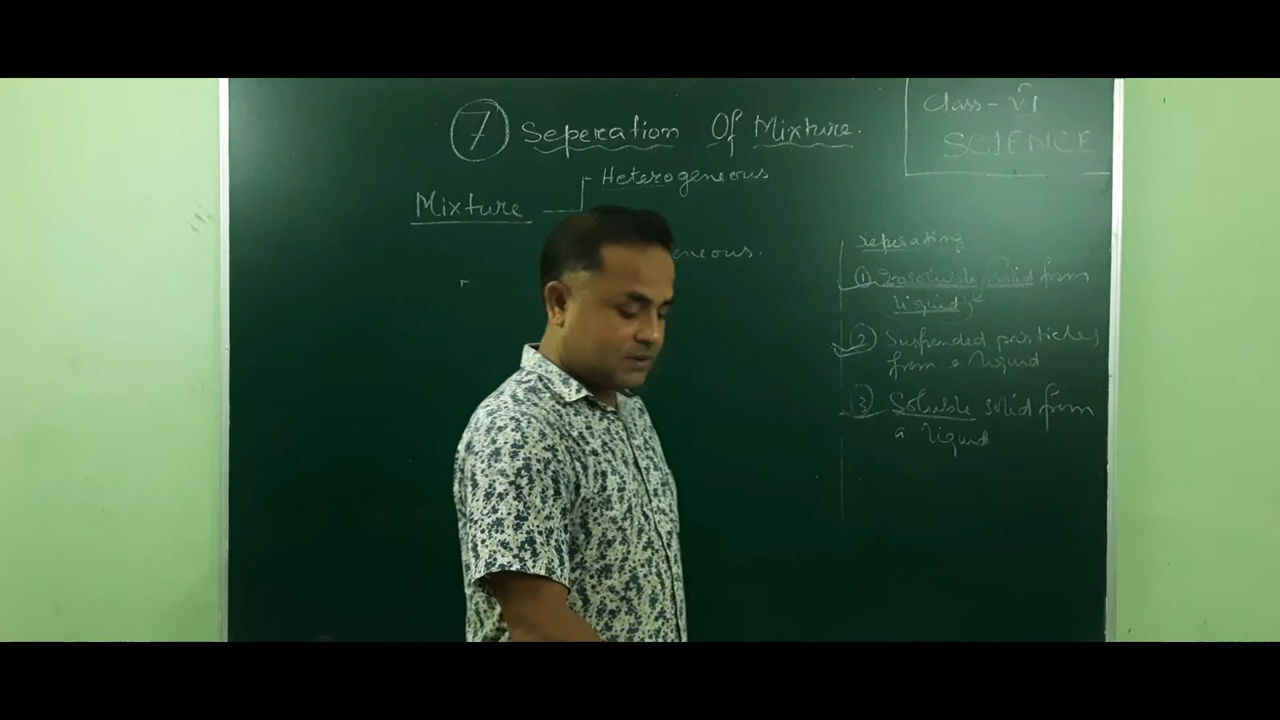 Class - VI
SCIENCE
7 Seperation Of Mixture.
Heterogeneous
Mixture
eneous.
seperating
(1) Insoluble, solid from
liquid,
(2) Suspended particles
from a liquid
(3) Soluble solid from
a liquid